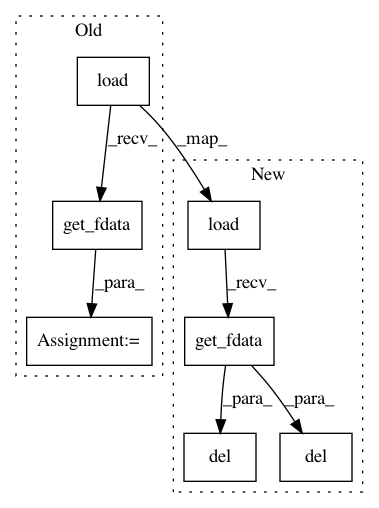 Old
load
_recv_
_map_
New
get_fdata
load
_para_
_recv_
Assignment:=
get_fdata
_para_
_para_
del
del